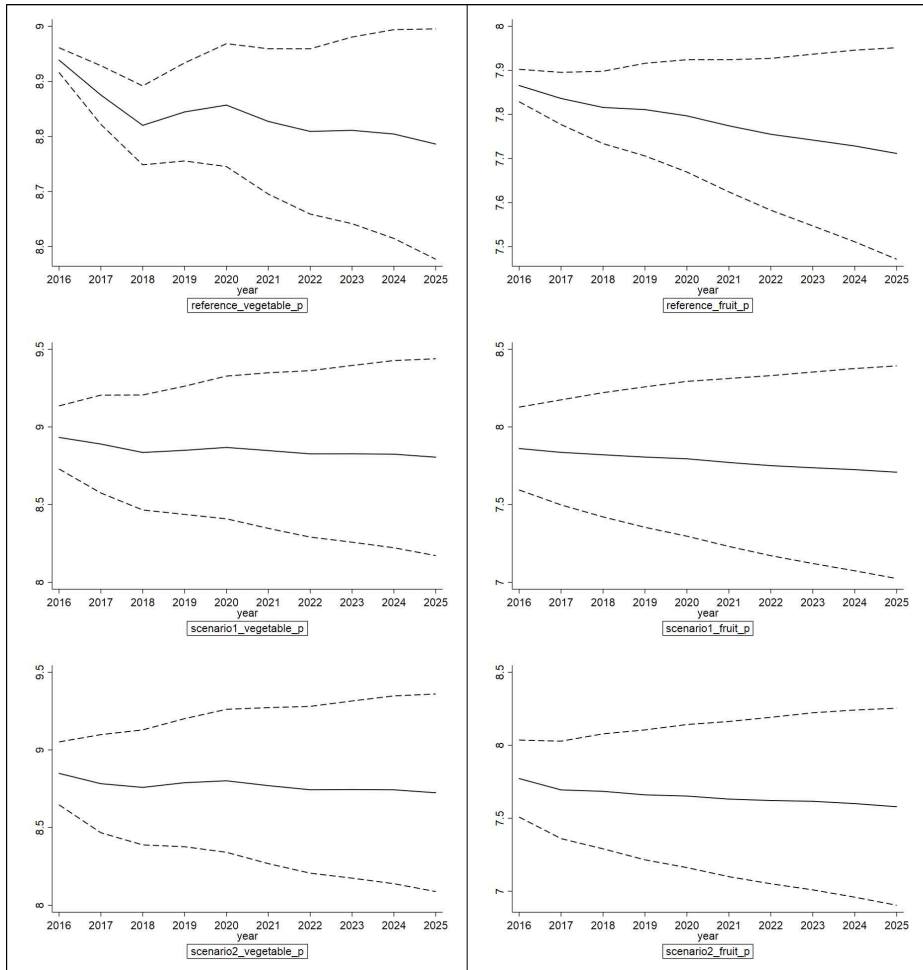 9
8.9
8.8
8.7
8.6
2016 2017 2018 2019 2020 2021 2022 2023 2024 2025
year
reference_vegetable_p
8
7.9
7.8
7.7
7.6
7.5
2016 2017 2018 2019 2020 2021 2022 2023 2024 2025
year
reference_fruit_p
9.5
9
8.5
8
2016 2017 2018 2019 2020 2021 2022 2023 2024 2025
year
scenario1_vegetable_p
8.5
8
7.5
7
2016 2017 2018 2019 2020 2021 2022 2023 2024 2025
year
scenario1_fruit_p
9.5
9
8.5
8
2016 2017 2018 2019 2020 2021 2022 2023 2024 2025
year
scenario2_vegetable_p
8.5
8
7.5
7
2016 2017 2018 2019 2020 2021 2022 2023 2024 2025
year
scenario2_fruit_p